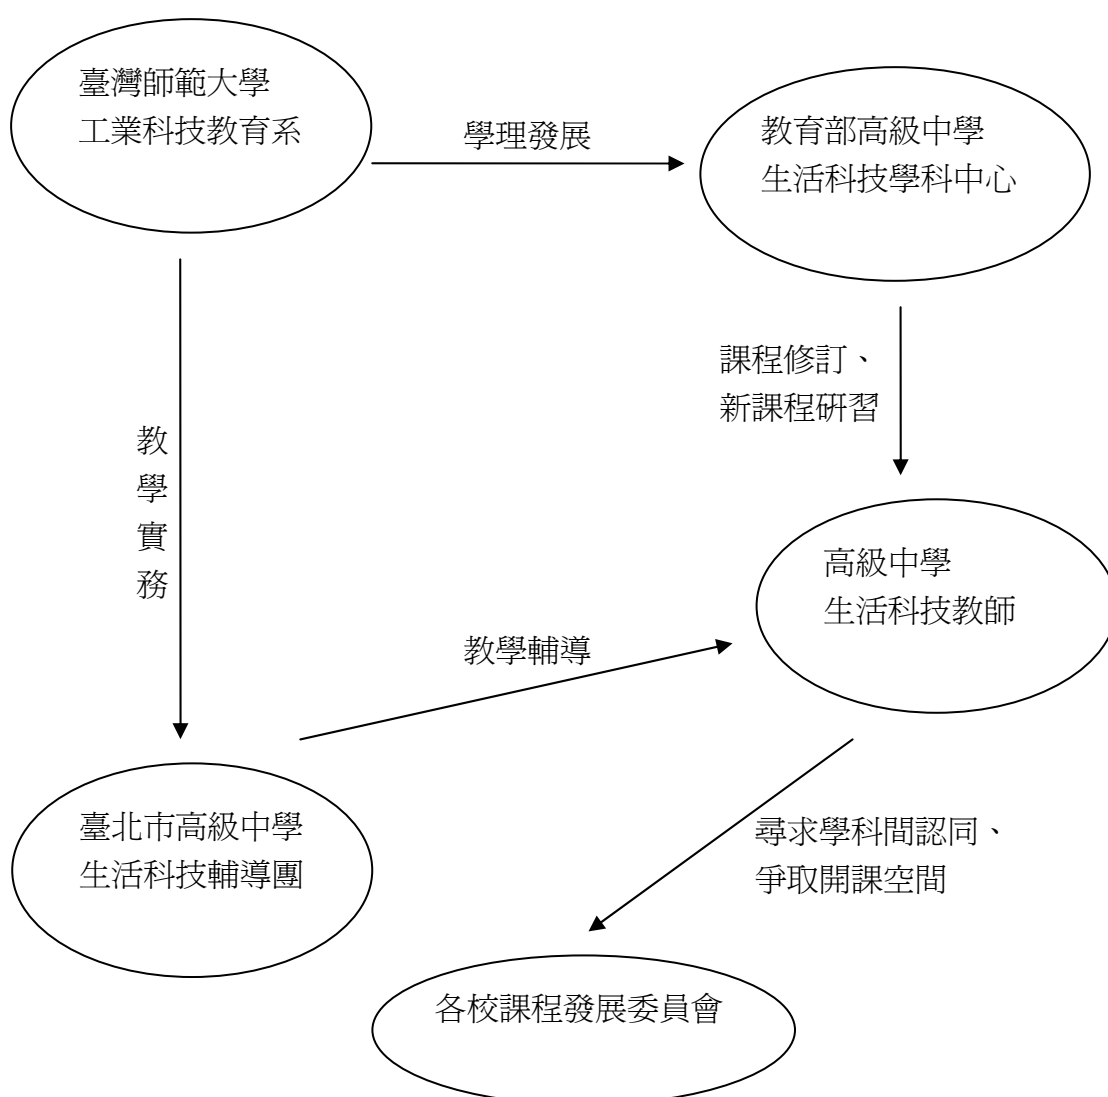 臺灣師範大學
工業科技教育系
學理發展
教育部高級中學
生活科技學科中心
課程修訂、
新課程研習
教學實務
高級中學
生活科技教師
教學輔導
臺北市高級中學
生活科技輔導團
尋求學科間認同、
爭取開課空間
各校課程發展委員會